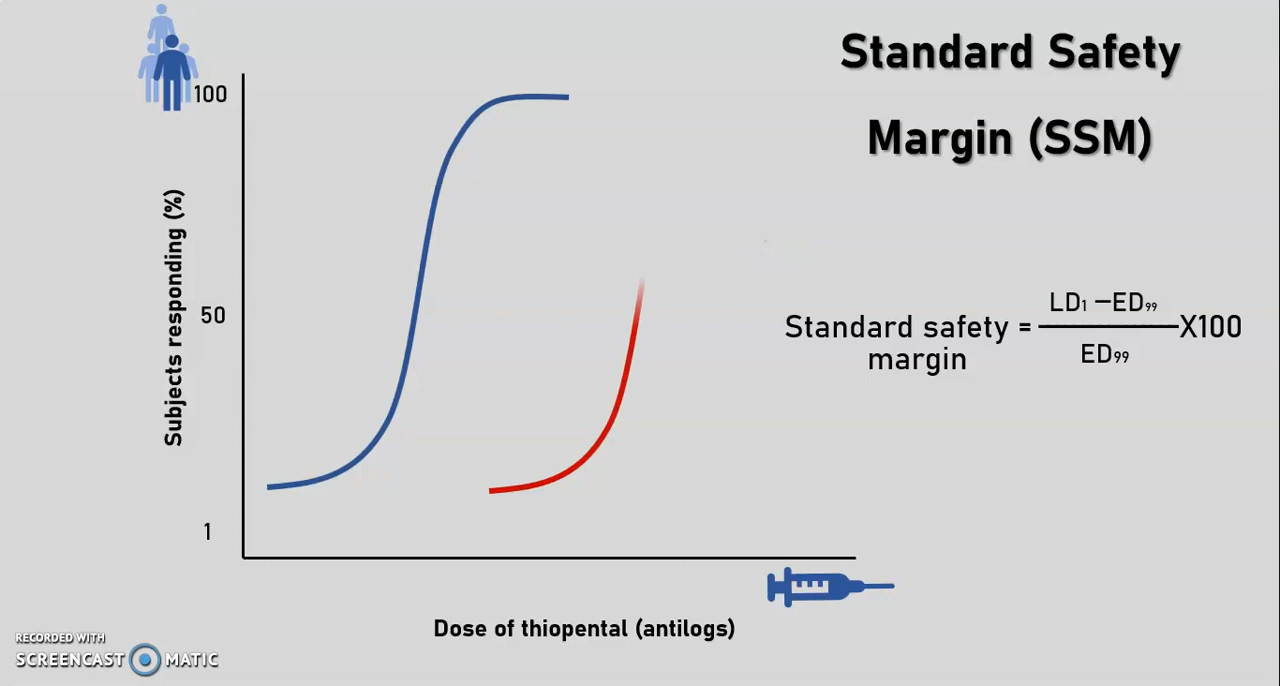 Standard Safety
Margin (SSM)
100
50
1
Subjects responding (%)
Standard safety = LD₁ –ED₉₉ X100
margin ED₉₉
Dose of thiopental (antilogs)
RECORDED WITH
SCREENCAST MATIC